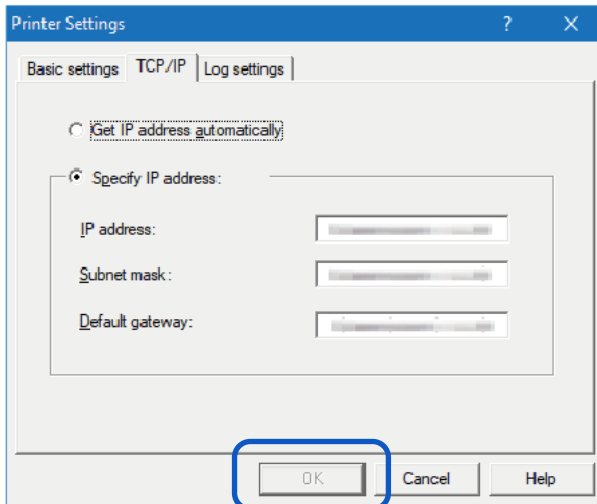 Printer Settings ? X
Basic settings TCP/IP Log settings
Get IP address automatically
Specify IP address:
IP address:
Subnet mask:
Default gateway:
OK Cancel Help